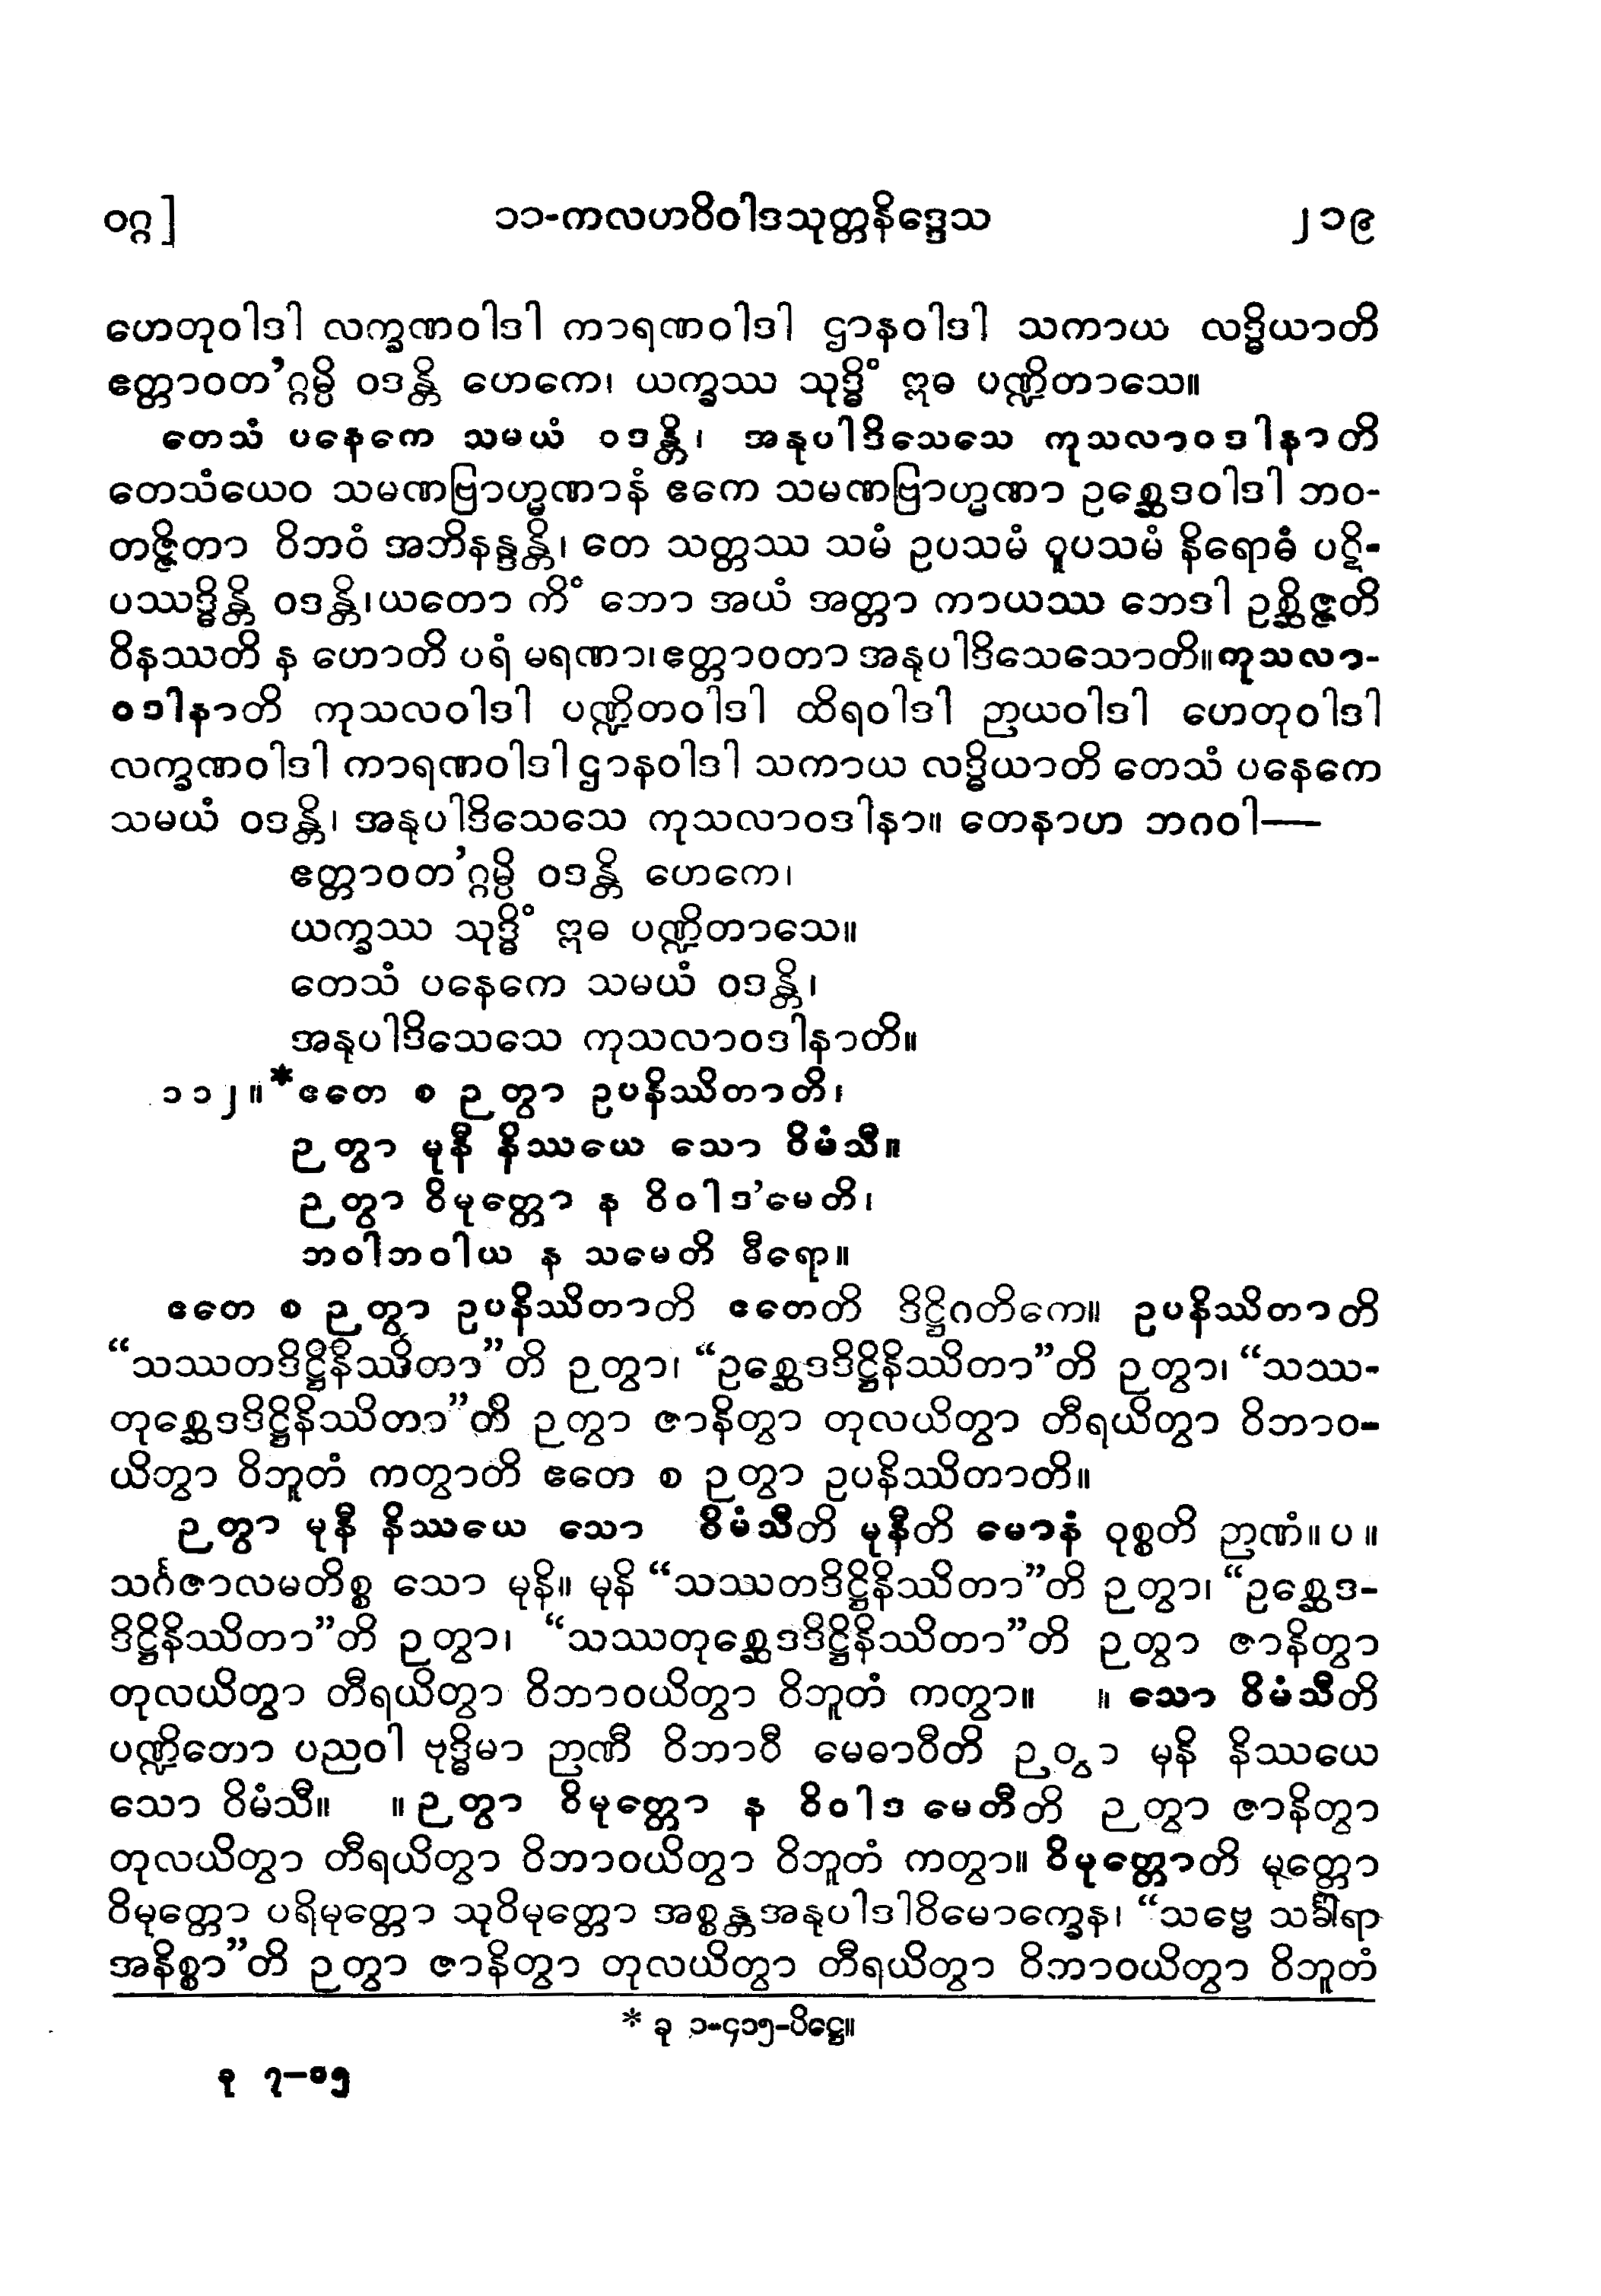 ဝဂ္ဂ] ၁၁-ကလဟဝိဝါဒသုတ္တနိဒ္ဒေသ ၂၁၉
ဟေတုဝါဒါ လက္ခဏဝါဒါ ကာရဏဝါဒါ ဌာနဝါဒါ သကာယ လဒ္ဓိယာတိ
ဧတ္တာဝတ’ဂ္ဂမ္ပိ ဝဒန္တိ ဟေကေ၊ ယက္ခဿ သုဒ္ဓိံ ဣဓ ပဏ္ဍိတာသေ။
တေသံ ပနေကေ သမယံ ဝဒန္တိ၊ အနုပါဒိသေသေ ကုသလာဝဒါနာတိ
တေသံယေဝ သမဏဗြာဟ္မဏာနံ ဧကေ သမဏဗြာဟ္မဏာ ဥစ္ဆေဒဝါဒါ ဘဝ-
တဇ္ဇိတာ ဝိဘဝံ အဘိနန္ဒန္တိ၊ တေ သတ္တဿ သမံ ဥပသမံ ဝူပသမံ နိရောဓံ ပဋိ-
ပဿဒ္ဓိန္တိ ဝဒန္တိ၊ယတော ကိံ ဘော အယံ အတ္တာ ကာယဿ ဘေဒါ ဥစ္ဆိဇ္ဇတိ
ဝိနဿတိ န ဟောတိ ပရံ မရဏာ၊ဧတ္တာဝတာ အနုပါဒိသေသောတိ။ကုသလာ-
ဝဒါနာတိ ကုသလဝါဒါ ပဏ္ဍိတဝါဒါ ထိရဝါဒါ ဉာယဝါဒါ ဟေတုဝါဒါ
လက္ခဏဝါဒါ ကာရဏဝါဒါ ဌာနဝါဒါ သကာယ လဒ္ဓိယာတိ တေသံ ပနေကေ
သမယံ ဝဒန္တိ၊ အနုပါဒိသေသေ ကုသလာဝဒါနာ။ တေနာဟ ဘဂဝါ—
ဧတ္တာဝတ’ဂ္ဂမ္ပိ ဝဒန္တိ ဟေကေ၊
ယက္ခဿ သုဒ္ဓိံ ဣဓ ပဏ္ဍိတာသေ။
တေသံ ပနေကေ သမယံ ဝဒန္တိ၊
အနုပါဒိသေသေ ကုသလာဝဒါနာတိ။
၁၁၂။*ဧတေ စ ဉတွာ ဥပနိဿိတာတိ၊
ဉတွာ မုနီ နိဿယေ သော ဝိမံသီ။
ဉတွာ ဝိမုတ္တော န ဝိဝါဒ’မေတိ၊
ဘဝါဘဝါယ န သမေတိ ဓီရော။
ဧတေ စ ဉတွာ ဥပနိဿိတာတိ ဧတေတိ ဒိဋ္ဌိဂတိကေ။ ဥပနိဿိတာတိ
“သဿတဒိဋ္ဌိနိဿိတာ”တိ ဉတွာ၊ “ဥစ္ဆေဒဒိဋ္ဌိနိဿိတာ”တိ ဉတွာ၊ “သဿ-
တုစ္ဆေဒဒိဋ္ဌိနိဿိတာ”တိ ဉတွာ ဇာနိတွာ တုလယိတွာ တီရယိတွာ ဝိဘာဝ-
ယိတွာ ဝိဘူတံ ကတွာတိ ဧတေ စ ဉတွာ ဥပနိဿိတာတိ။
ဉတွာ မုနီ နိဿယေ သော ဝိမံသီတိ မုနီတိ မောနံ ဝုစ္စတိ ဉာဏံ။ပ။
သင်္ဂဇာလမတိစ္စ သော မုနိ။ မုနိ “သဿတဒိဋ္ဌိနိဿိတာ”တိ ဉတွာ၊ “ဥစ္ဆေဒ-
ဒိဋ္ဌိနိဿိတာ”တိ ဉတွာ၊ “သဿတုစ္ဆေဒဒိဋ္ဌိနိဿိတာ”တိ ဉတွာ ဇာနိတွာ
တုလယိတွာ တီရယိတွာ ဝိဘာဝယိတွာ ဝိဘူတံ ကတွာ။ ။ သော ဝိမံသီတိ
ပဏ္ဍိတော ပညဝါ ဗုဒ္ဓိမာ ဉာဏီ ဝိဘာဝီ မေဓာဝီတိ ဉတွာ မုနိ နိဿယေ
သော ဝိမံသီ။ ။ဉတွာ ဝိမုတ္တော န ဝိဝါဒ မေတီတိ ဉတွာ ဇာနိတွာ
တုလယိတွာ တီရယိတွာ ဝိဘာဝယိတွာ ဝိဘူတံ ကတွာ။ ဝိမုတ္တောတိ မုတ္တော
ဝိမုတ္တော ပရိမုတ္တော သုဝိမုတ္တော အစ္စန္တအနုပါဒါဝိမောက္ခေန၊ “သဗ္ဗေ သင်္ခါရာ
အနိစ္စာ”တိ ဉတွာ ဇာနိတွာ တုလယိတွာ တီရယိတွာ ဝိဘာဝယိတွာ ဝိဘူတံ
* ခု ၁-၄၁၅-ပိဋ္ဌေ။
ခု ၇−၁၅